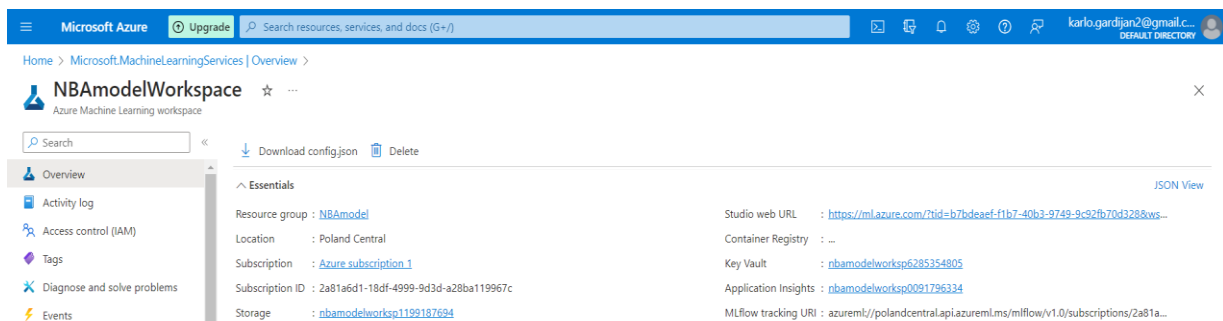 Microsoft Azure
Upgrade
Search resources, services, and docs (G+/)
karlo.gardijan2@gmail.c...
DEFAULT DIRECTORY
Home > Microsoft.MachineLearningServices | Overview >
NBAmodelWorkspace
Azure Machine Learning workspace
Search
Download config.json
Delete
Overview
Activity log
Access control (IAM)
Tags
Diagnose and solve problems
Events
Essentials
JSON View
Resource group : NBAmodel
Location : Poland Central
Subscription : Azure subscription 1
Subscription ID : 2a81a6d1-18df-4999-9d3d-a28ba119967c
Storage : nbamodelworksp1199187694
Studio web URL : https://ml.azure.com/?tid=b7bdeaef-f1b7-40b3-9749-9c92fb70d328&ws...
Container Registry : ...
Key Vault : nbamodelworksp6285354805
Application Insights : nbamodelworksp0091796334
MLflow tracking URI : azureml://polandcentral.api.azureml.ms/mlflow/v1.0/subscriptions/2a81a...